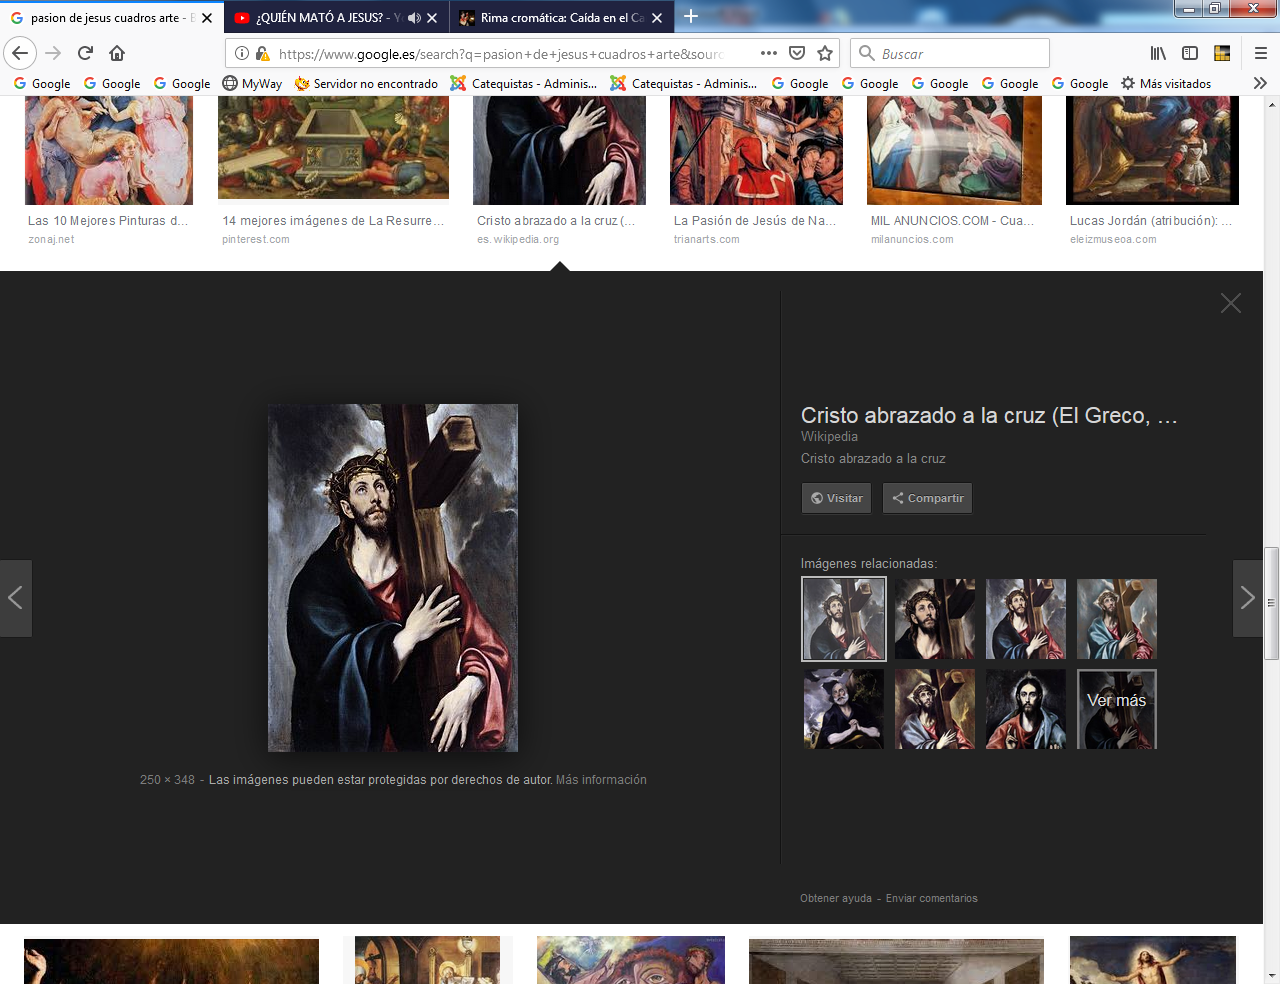 pasion de jesus cuadros arte - B
¿QUIÉN MATÓ A JESUS? - Y
Rima cromática: Caída en el Ca
https://www.google.es/search?q=pasion+de+jesus+cuadros+arte&sourc
Buscar
Google
Google
Google
MyWay
Servidor no encontrado
Catequistas - Adminis...
Catequistas - Adminis...
Google
Google
Google
Google
Google
Más visitados
Las 10 Mejores Pinturas d...
14 mejores imágenes de La Resurre...
Cristo abrazado a la cruz (...
La Pasión de Jesús de Na...
MIL ANUNCIOS.COM - Cua...
Lucas Jordán (atribución): ...
zonaj.net
pinterest.com
es.wikipedia.org
trianarts.com
milanuncios.com
eleizmuseoa.com
Cristo abrazado a la cruz (El Greco, ...
Wikipedia
Cristo abrazado a la cruz
Visitar
Compartir
Imágenes relacionadas:
Ver más
250 × 348 - Las imágenes pueden estar protegidas por derechos de autor. Más información
Obtener ayuda - Enviar comentarios